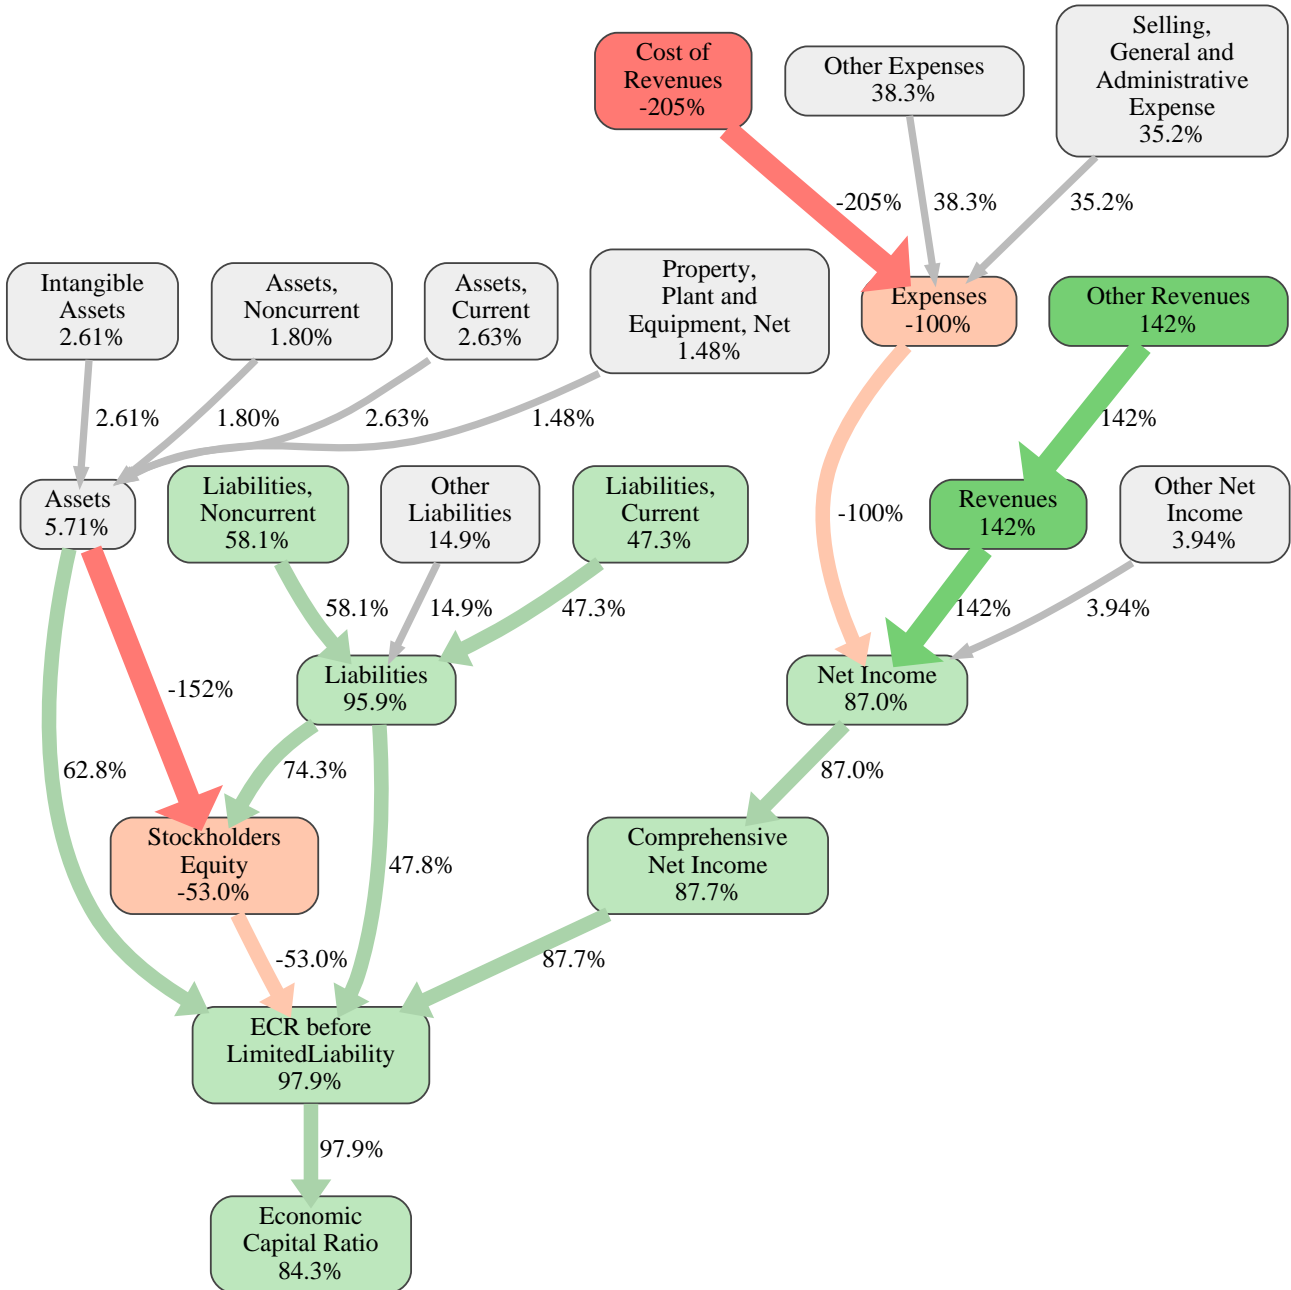 Cost of
Revenues
-205%
Other Expenses
38.3%
Selling,
General and
Administrative
Expense
35.2%
-205%
38.3%
35.2%
Intangible
Assets
2.61%
Assets,
Noncurrent
1.80%
Assets,
Current
2.63%
Property,
Plant and
Equipment, Net
1.48%
Expenses
-100%
Other Revenues
142%
2.61%
1.80%
2.63%
1.48%
142%
Assets
5.71%
Liabilities,
Noncurrent
58.1%
Other
Liabilities
14.9%
Liabilities,
Current
47.3%
-100%
Revenues
142%
Other Net
Income
3.94%
58.1%
14.9%
47.3%
142%
3.94%
-152%
Liabilities
95.9%
Net Income
87.0%
62.8%
74.3%
87.0%
Stockholders
Equity
-53.0%
47.8%
Comprehensive
Net Income
87.7%
-53.0%
87.7%
ECR before
LimitedLiability
97.9%
97.9%
Economic
Capital Ratio
84.3%